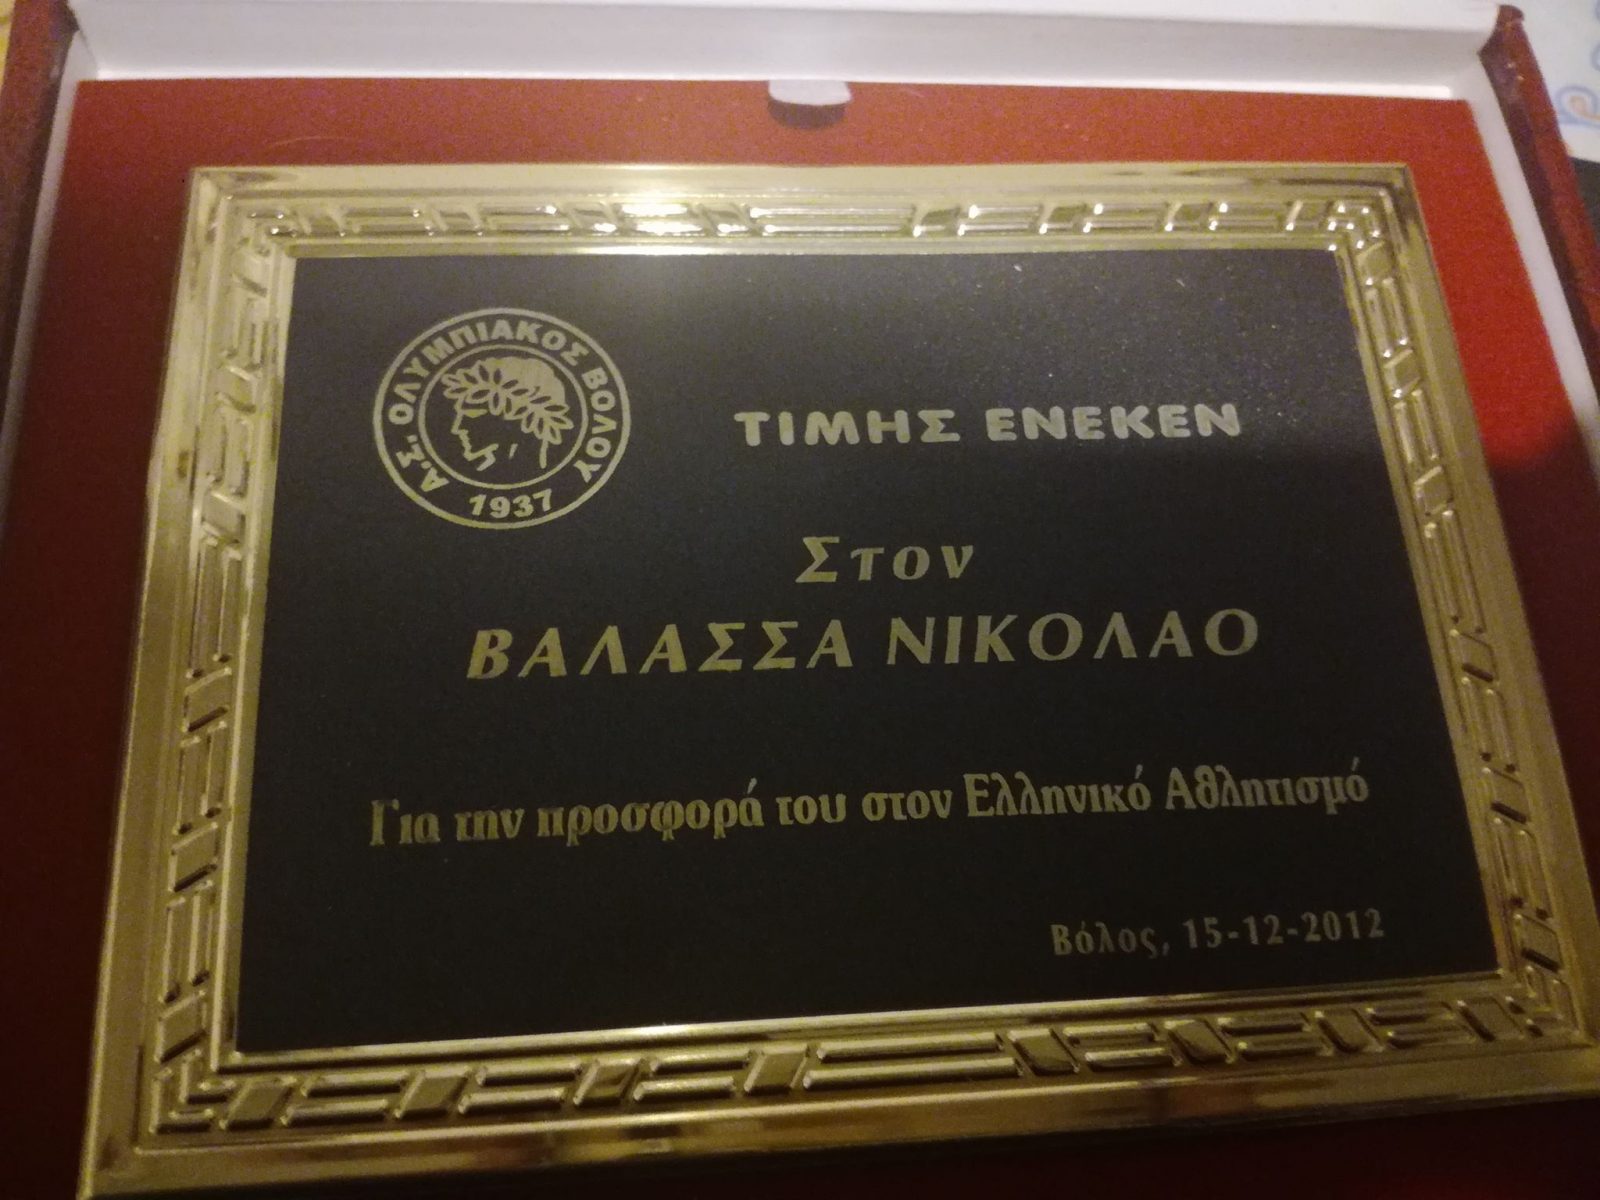 Α.Σ. ΟΛΥΜΠΙΑΚΟΣ ΒΟΛΟΥ
1937
ΤΙΜΗΣ ΕΝΕΚΕΝ
Στον
ΒΑΛΑΣΣΑ ΝΙΚΟΛΑΟ
Για την προσφορά του στον Ελληνικό Αθλητισμό
Βόλος, 15-12-2012